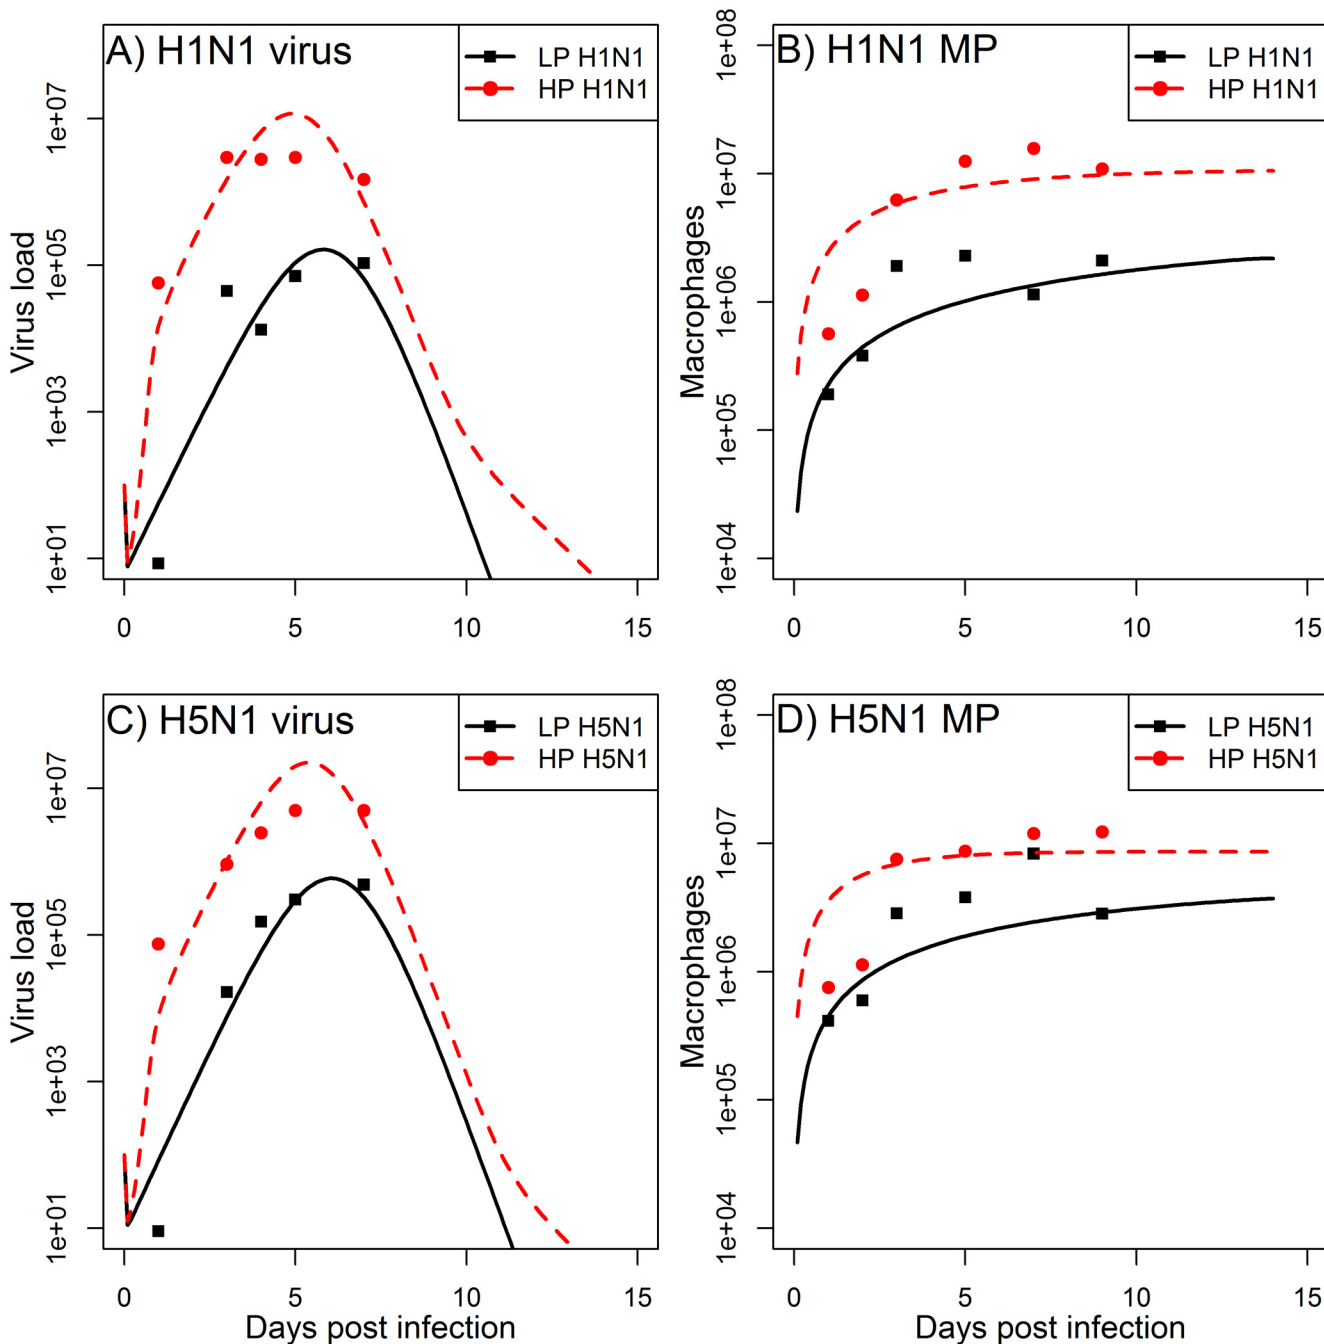 A) H1N1 virus
LP H1N1
HP H1N1
Virus load
1e+07
1e+05
1e+03
1e+01
0 5 10 15
B) H1N1 MP
LP H1N1
HP H1N1
Macrophages
1e+08
1e+07
1e+06
1e+05
1e+04
0 5 10 15
C) H5N1 virus
LP H5N1
HP H5N1
Virus load
1e+07
1e+05
1e+03
1e+01
0 5 10 15
Days post infection
D) H5N1 MP
LP H5N1
HP H5N1
Macrophages
1e+08
1e+07
1e+06
1e+05
1e+04
0 5 10 15
Days post infection